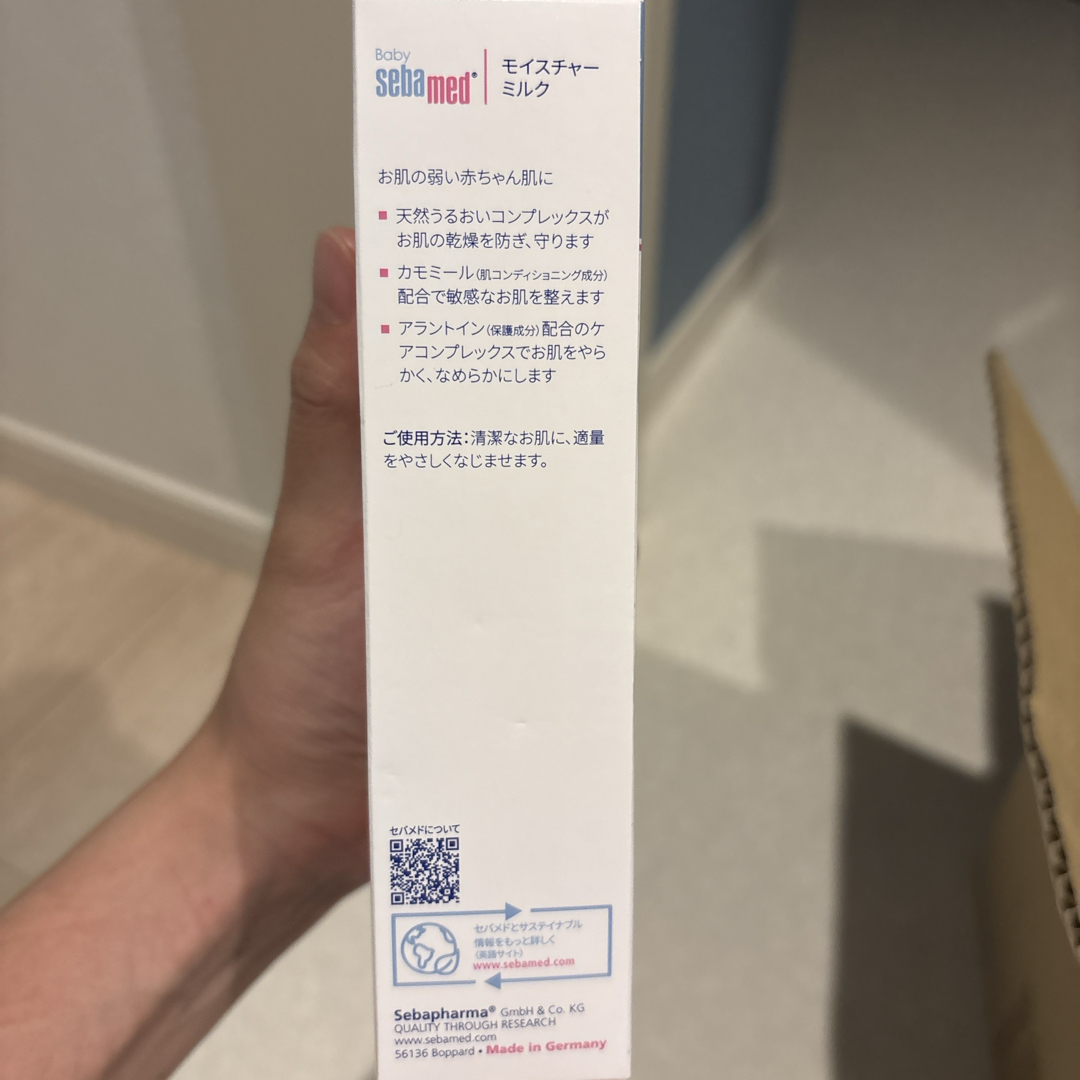 Baby
sebamed®
モイスチャー
ミルク
お肌の弱い赤ちゃん肌に
■ 天然うるおいコンプレックスが
お肌の乾燥を防ぎ、守ります
■ カモミール(肌コンディショニング成分)
配合で敏感なお肌を整えます
■ アラントイン(保護成分)配合のケ
アコンプレックスでお肌をやら
かく、なめらかにします
ご使用方法:清潔なお肌に、適量
をやさしくなじませます。
セバメドについて
セバメドとサステイナブル
情報をもっと詳しく
(英語サイト)
www.sebamed.com
Sebapharma® GmbH & Co. KG
QUALITY THROUGH RESEARCH
www.sebamed.com
56136 Boppard • Made in Germany